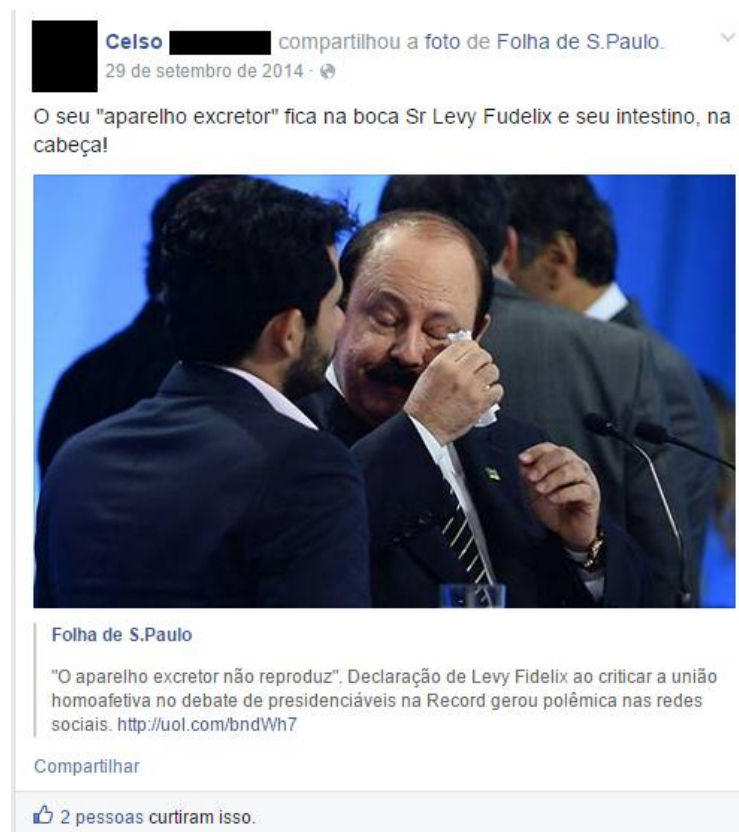 Celso compartilhou a foto de Folha de S.Paulo.
29 de setembro de 2014 ·
O seu "aparelho excretor" fica na boca Sr Levy Fudelix e seu intestino, na
cabeça!
Folha de S.Paulo
"O aparelho excretor não reproduz". Declaração de Levy Fidelix ao criticar a união
homoafetiva no debate de presidenciáveis na Record gerou polêmica nas redes
sociais. http://uol.com/bndWh7
Compartilhar
2 pessoas curtiram isso.